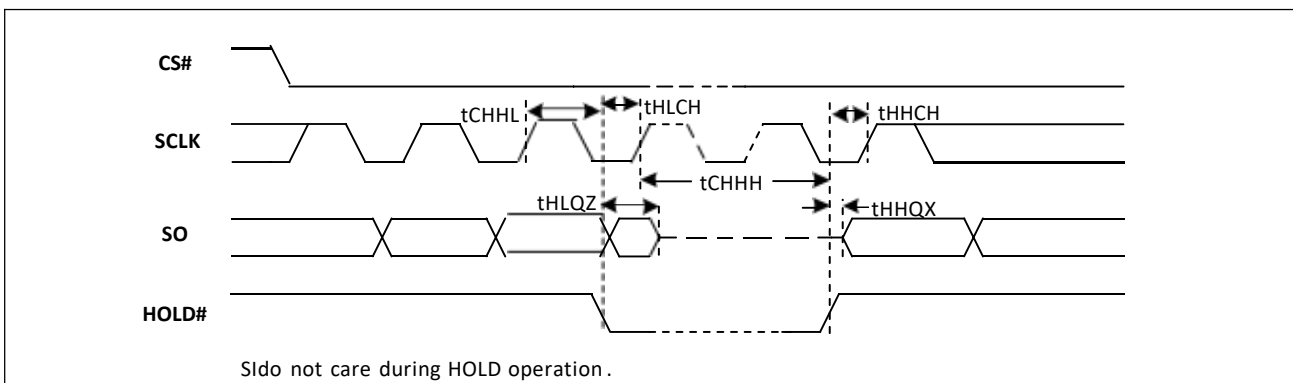 CS#
tCHHL
tHLCH
tHHCH
SCLK
tCHHH
tHLQZ
tHHQX
SO
HOLD#
SIdo not care during HOLD operation .